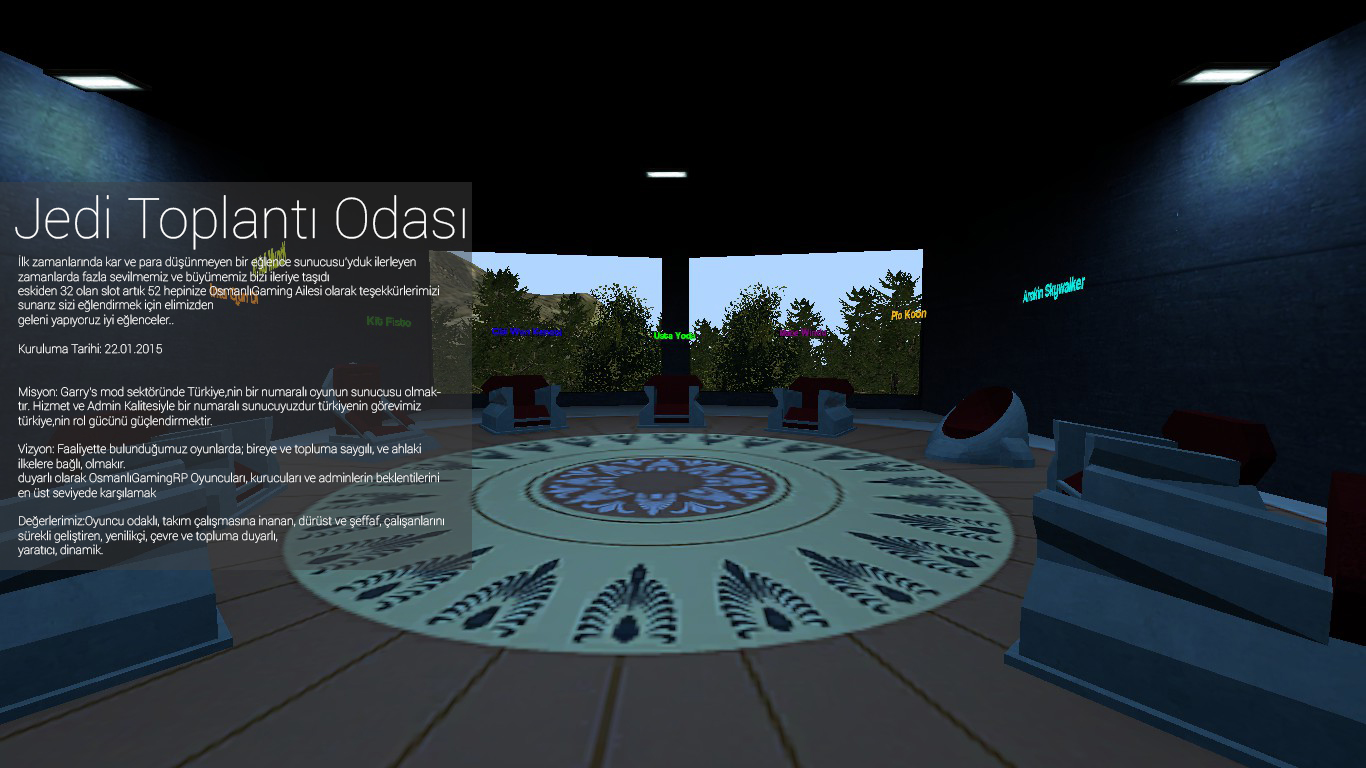 Jedi Toplantı Odası
İlk zamanlarında kar ve para düşünmeyen bir eğlence sunucusu'yduk ilerleyen
zamanlarda fazla sevilmemiz ve büyümemiz bizi ileriye taşıdı
eskiden 32 olan slot artık 52 hepinize OsmanlıGaming Ailesi olarak teşekkürlerimizi
sunarız sizi eğlendirmek için elimizden
geleni yapıyoruz iyi eğlenceler..
Kuruluma Tarihi: 22.01.2015
Misyon: Garry's mod sektöründe Türkiye,nin bir numaralı oyunun sunucusu olmak-
tır. Hizmet ve Admin Kalitesiyle bir numaralı sunucuyuzdur türkiyenin görevimiz
türkiye,nin rol gücünü güçlendirmektir.
Vizyon: Faaliyette bulunduğumuz oyunlarda; bireye ve topluma saygılı, ve ahlaki
ilkelere bağlı, olmakır.
duyarlı olarak OsmanlıGamingRP Oyuncuları, kurucuları ve adminlerin beklentilerini
en üst seviyede karşılamak
Değerlerimiz:Oyuncu odaklı, takım çalışmasına inanan, dürüst ve şeffaf, çalışanlarını
sürekli geliştiren, yenilikçi, çevre ve topluma duyarlı,
yaratıcı, dinamik.
Kib Fisbo
Usta Yoda
Plo Koon
Anakin Skywalker